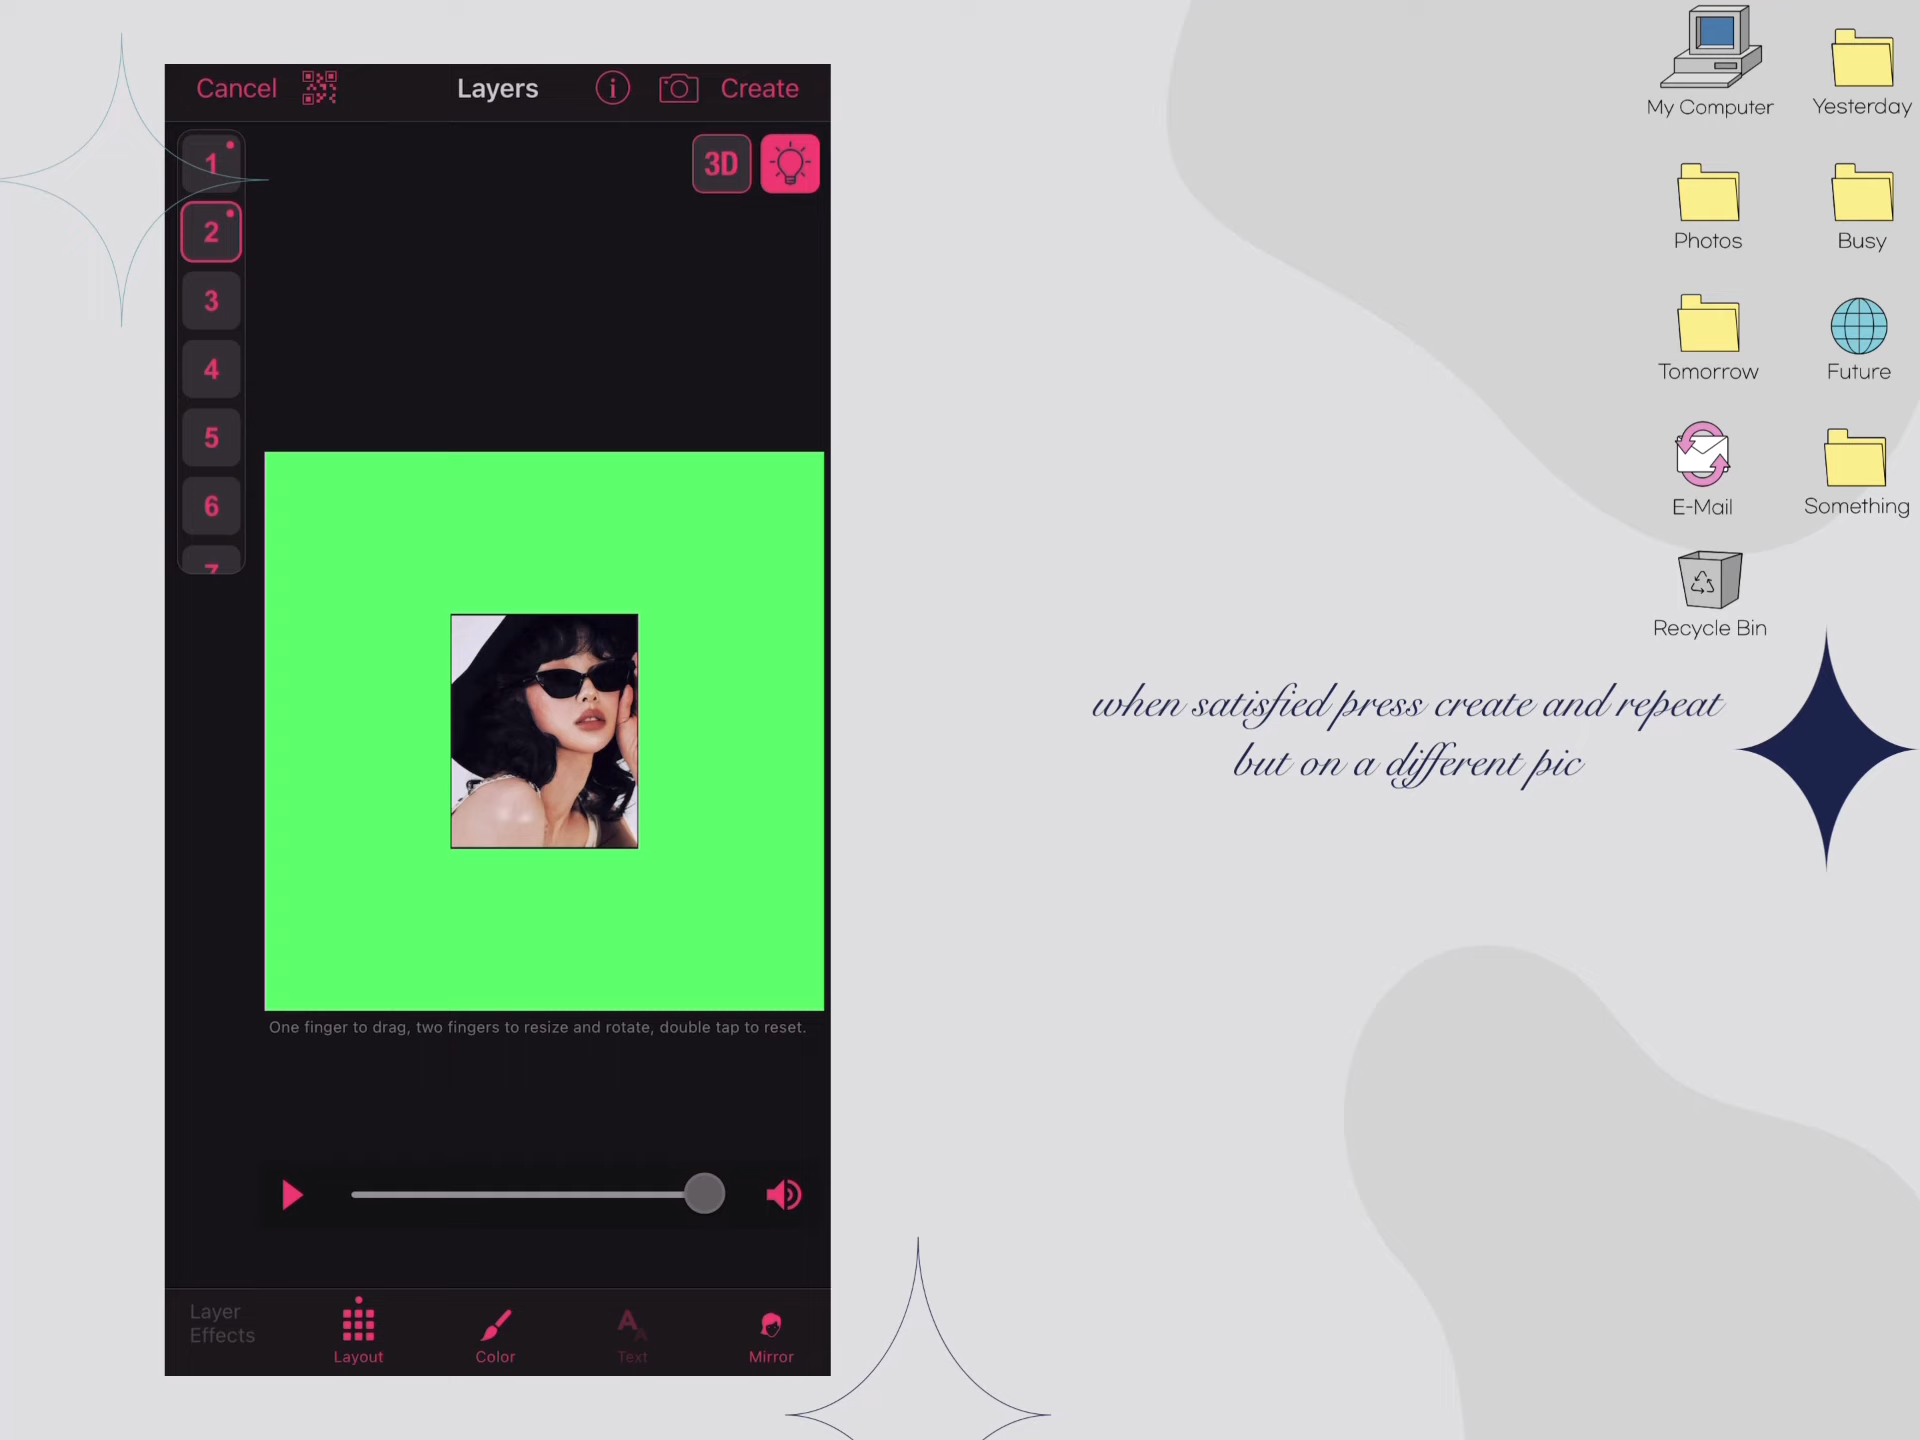 Cancel
Layers
i
Create
1
3D
2
3
4
5
6
7
One finger to drag, two fingers to resize and rotate, double tap to reset.
Layer
Effects
Layout
Color
Text
Mirror
My Computer
Yesterday
Photos
Busy
Tomorrow
Future
E-Mail
Something
Recycle Bin
when satisfied press create and repeat
but on a different pic